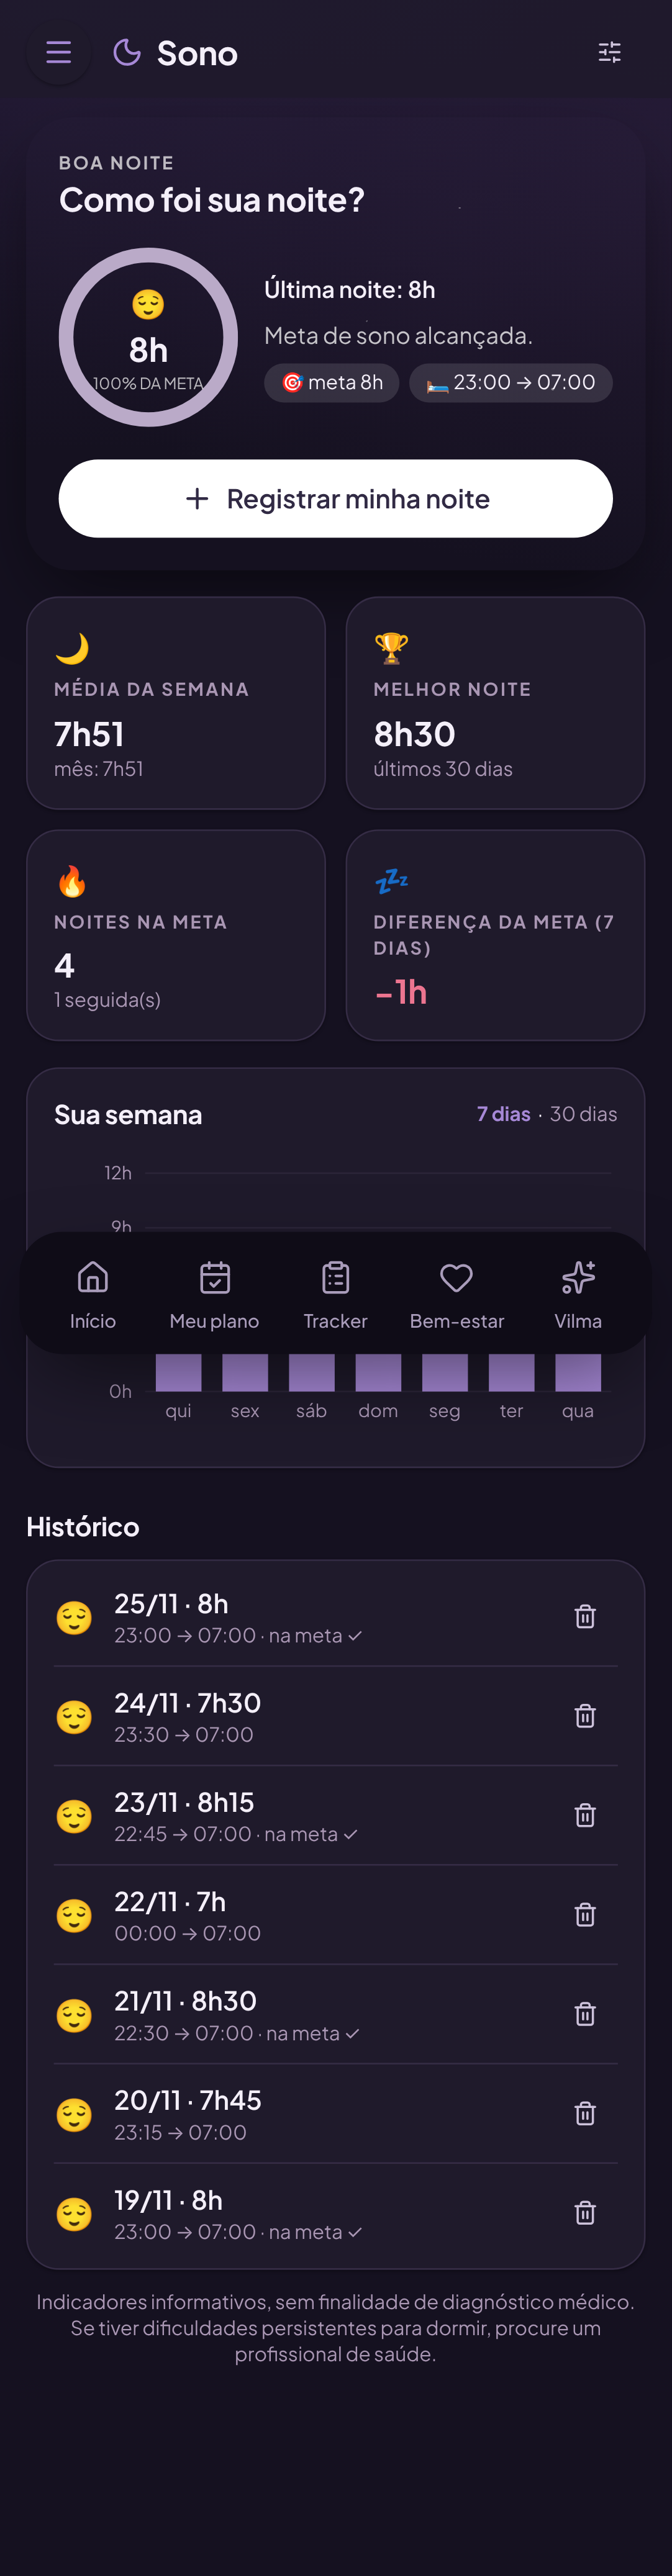 Sono
BOA NOITE
Como foi sua noite?
8h
100% DA META
Última noite: 8h
Meta de sono alcançada.
🎯 meta 8h
🛏️ 23:00 → 07:00
+ Registrar minha noite
MÉDIA DA SEMANA
7h51
mês: 7h51
MELHOR NOITE
8h30
últimos 30 dias
NOITES NA META
4
1 seguida(s)
DIFERENÇA DA META (7
DIAS)
−1h
Sua semana
7 dias · 30 dias
12h
9h
Início
Meu plano
Tracker
Bem-estar
Vilma
0h
qui sex sáb dom seg ter qua
Histórico
25/11 · 8h
23:00 → 07:00 · na meta ✓
24/11 · 7h30
23:30 → 07:00
23/11 · 8h15
22:45 → 07:00 · na meta ✓
22/11 · 7h
00:00 → 07:00
21/11 · 8h30
22:30 → 07:00 · na meta ✓
20/11 · 7h45
23:15 → 07:00
19/11 · 8h
23:00 → 07:00 · na meta ✓
Indicadores informativos, sem finalidade de diagnóstico médico.
Se tiver dificuldades persistentes para dormir, procure um
profissional de saúde.